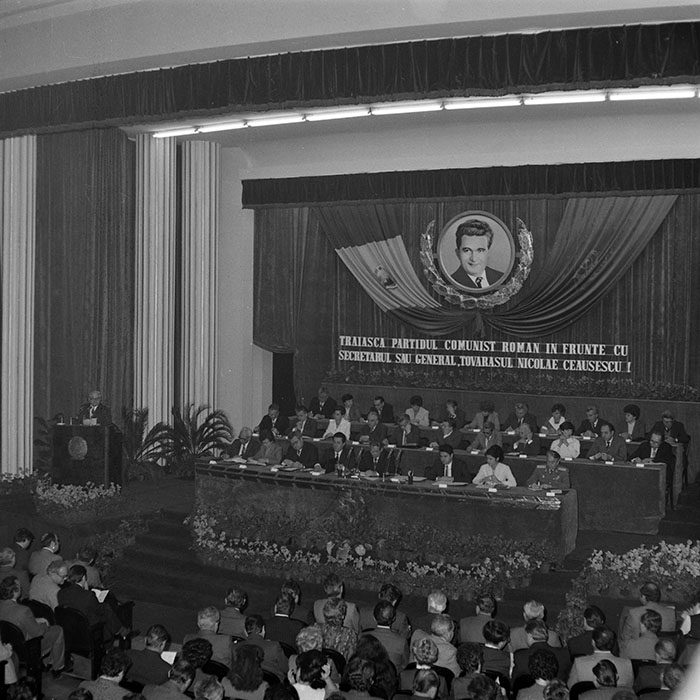 TRAIASCA PARTIDUL COMUNIST ROMAN IN FRUNTE CU
SECRETARUL SAU GENERAL, TOVARASUL NICOLAE CEAUSESCU !